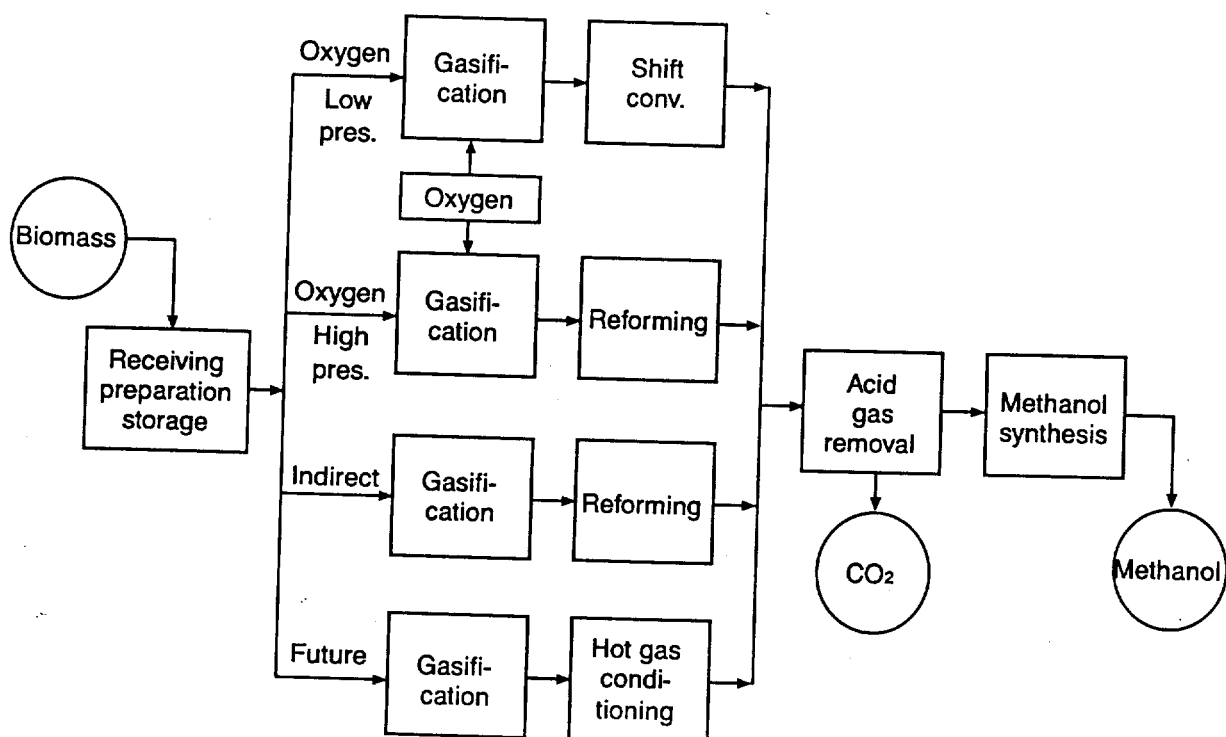 Oxygen
Low
pres.
Gasifi-
cation
Shift
conv.
Oxygen
Biomass
Receiving
preparation
storage
Oxygen
High
pres.
Gasifi-
cation
Reforming
Indirect
Gasifi-
cation
Reforming
Future
Gasifi-
cation
Hot gas
condi-
tioning
Acid
gas
removal
CO₂
Methanol
synthesis
Methanol